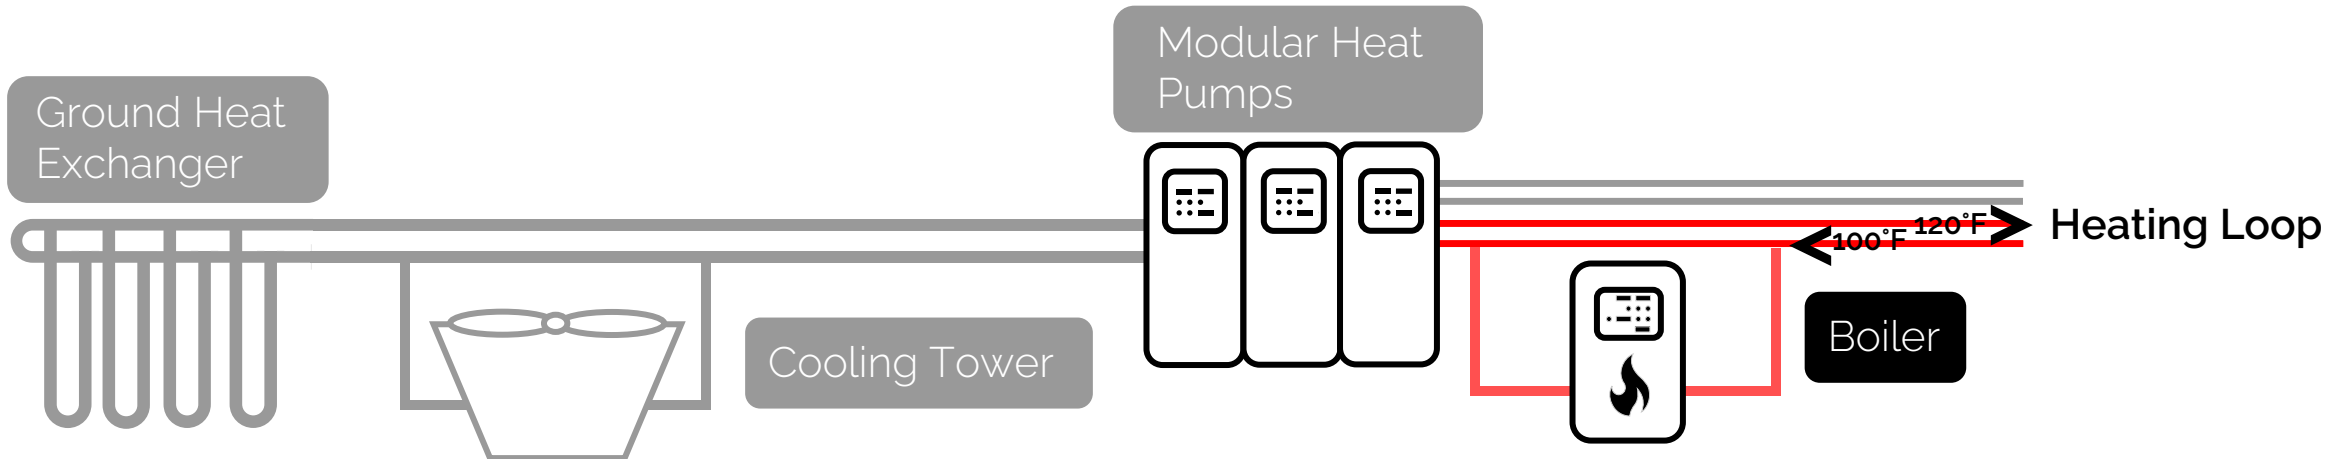 Modular Heat
Pumps
Ground Heat
Exchanger
120°F
Heating Loop
100°F
Boiler
Cooling Tower